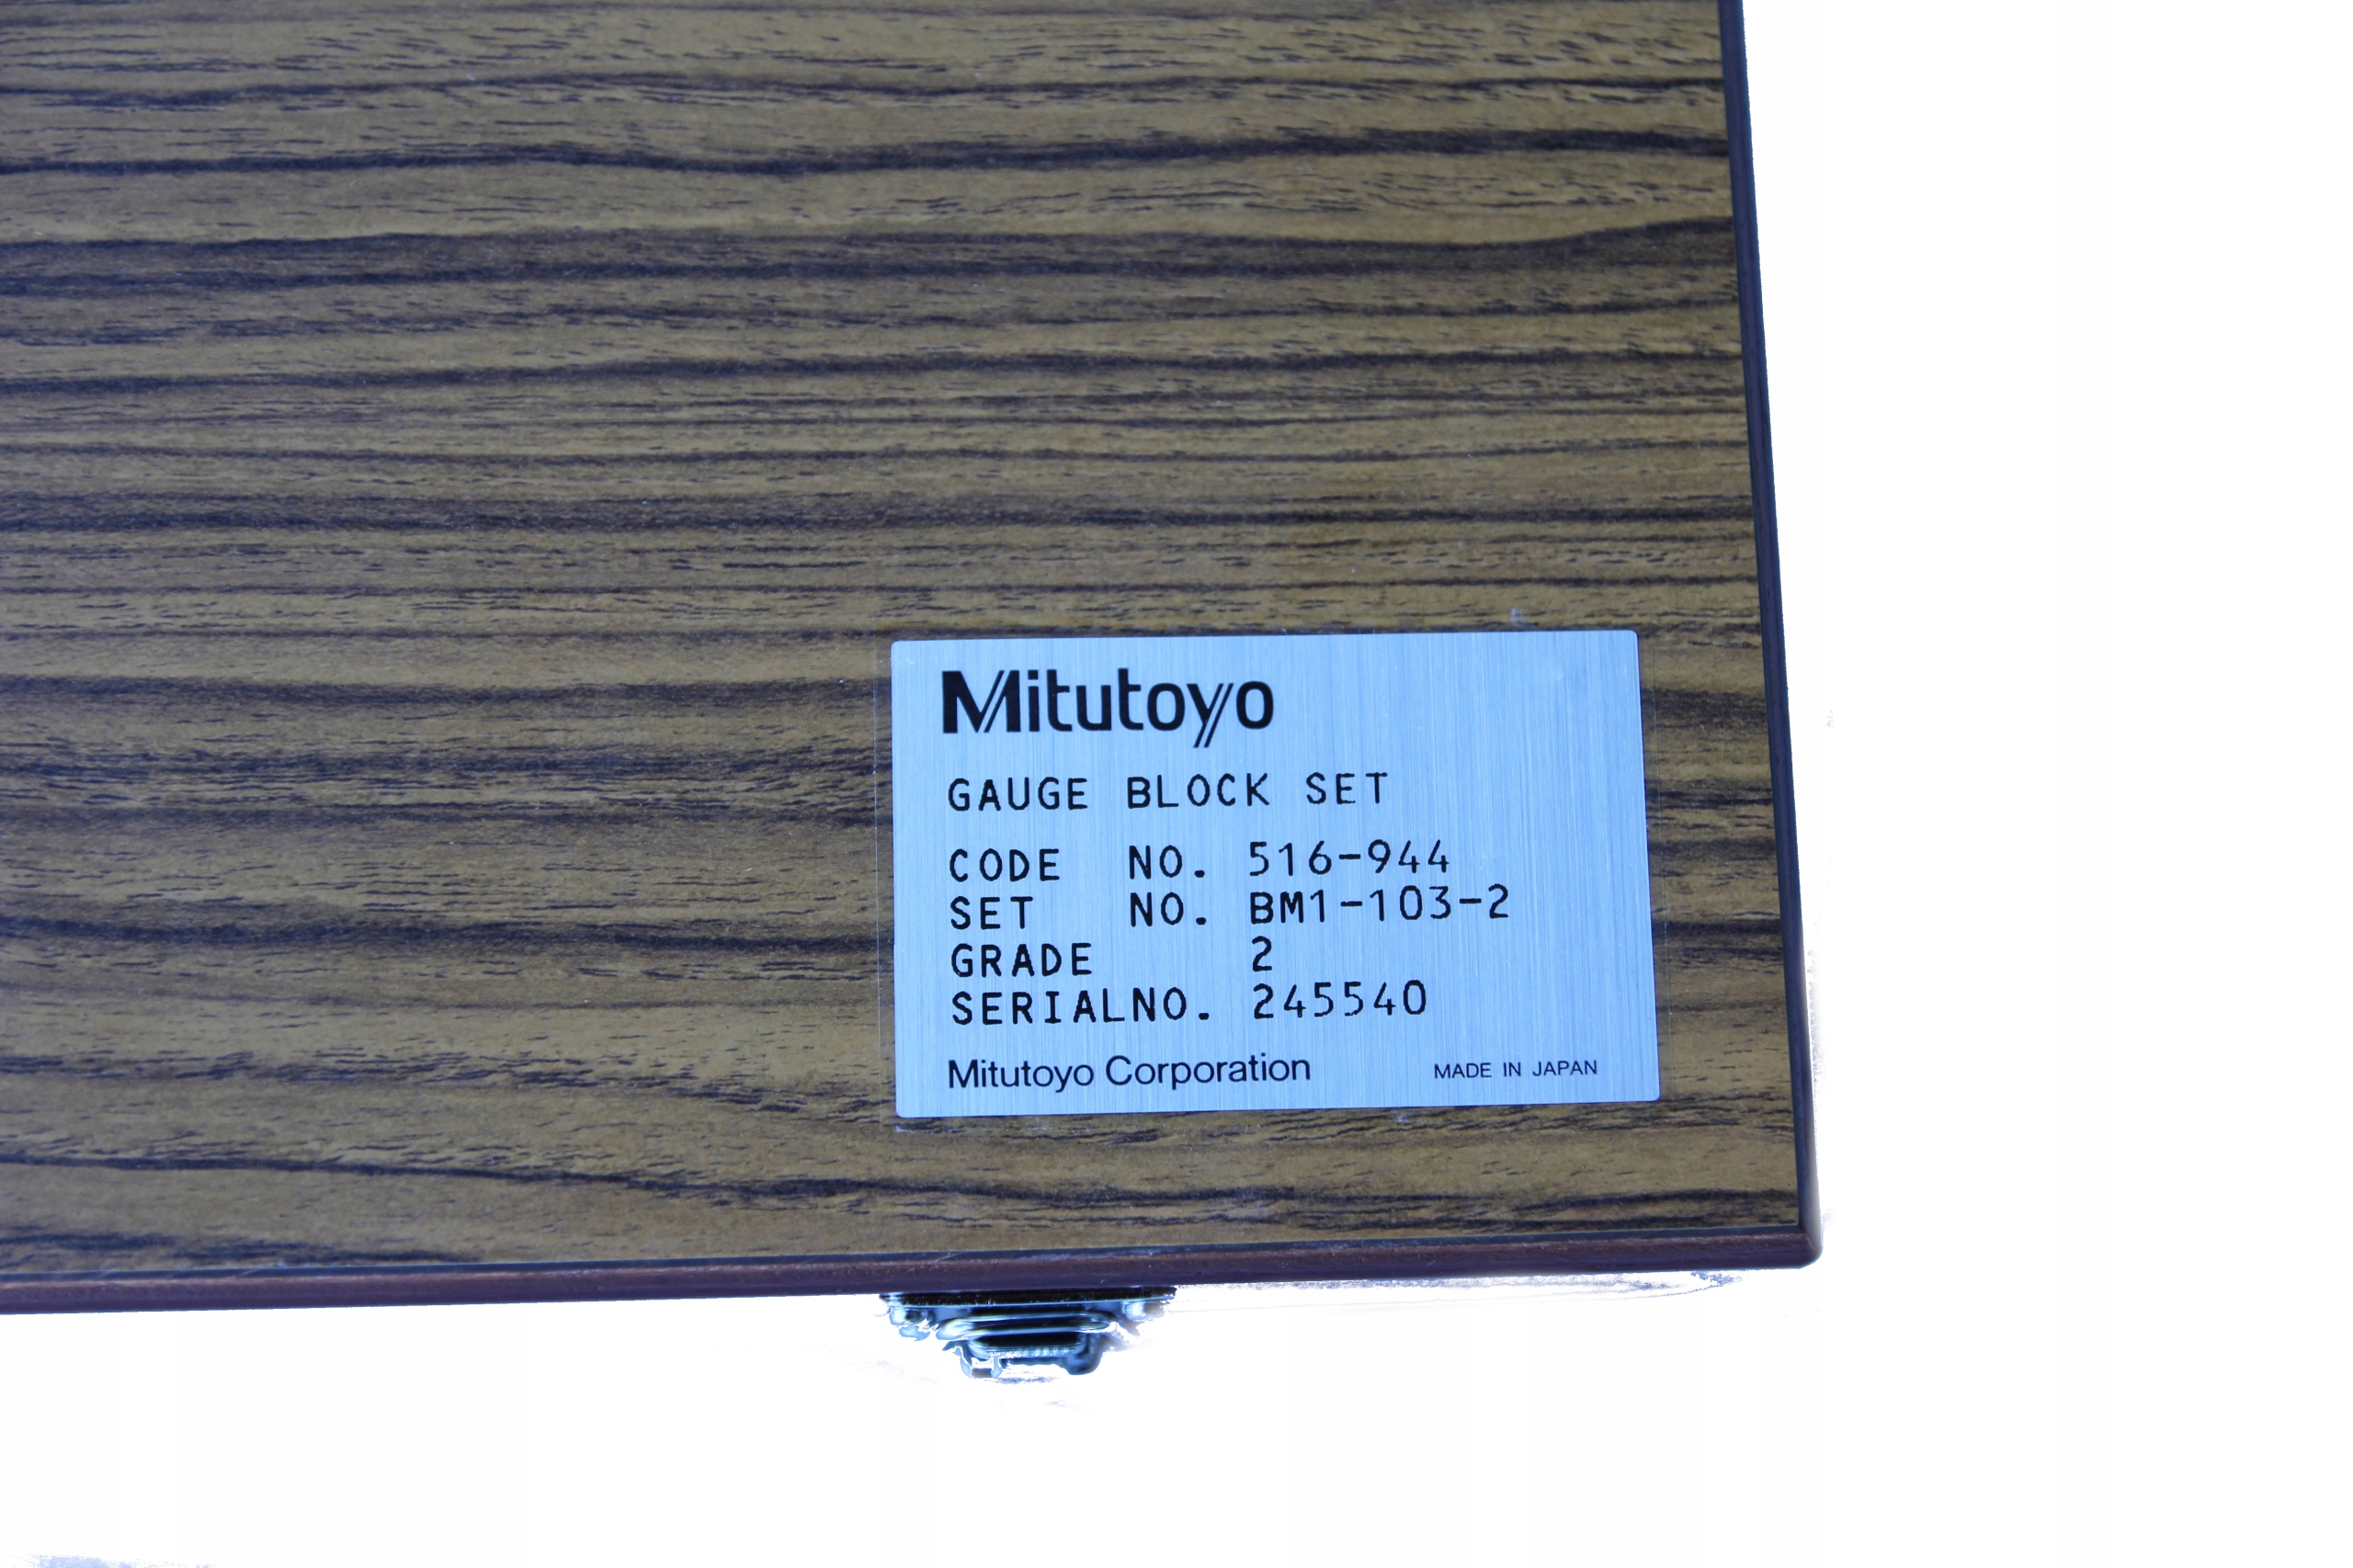 Mitutoyo
GAUGE BLOCK SET
CODE NO. 516-944
SET NO. BM1-103-2
GRADE 2
SERIALNO. 245540
Mitutoyo Corporation MADE IN JAPAN